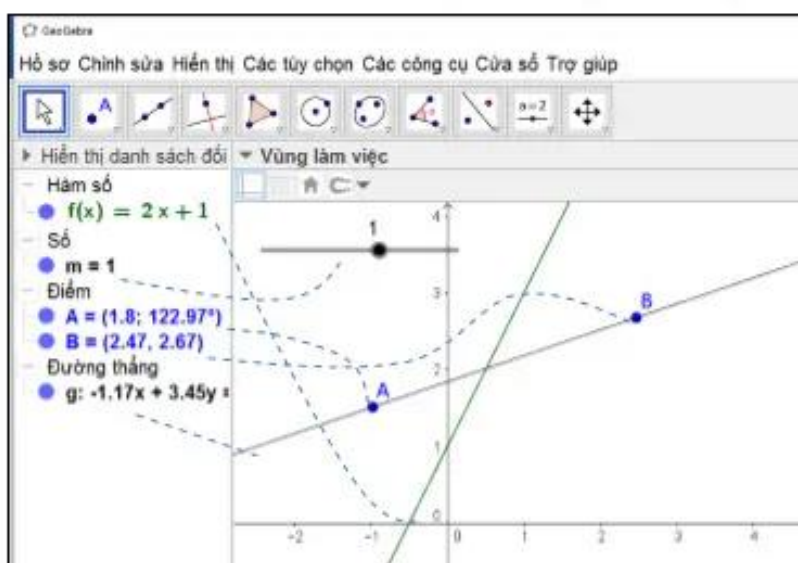 GeoGebra
Hồ sơ Chỉnh sửa Hiển thị Các tùy chọn Các công cụ Cửa sổ Trợ giúp
A
a=2
Hiển thị danh sách đối
Vùng làm việc
Hàm số
f(x) = 2x + 1
Số
m = 1
Điểm
A = (1.8; 122.97°)
B = (2.47, 2.67)
Đường thẳng
g: -1.17x + 3.45y =
1
4
3
2
1
0
B
A
-2 -1 0 1 2 3 4